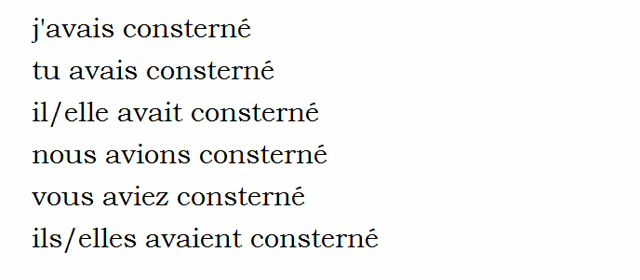 j'avais consterné
tu avais consterné
il/elle avait consterné
nous avions consterné
vous aviez consterné
ils/elles avaient consterné